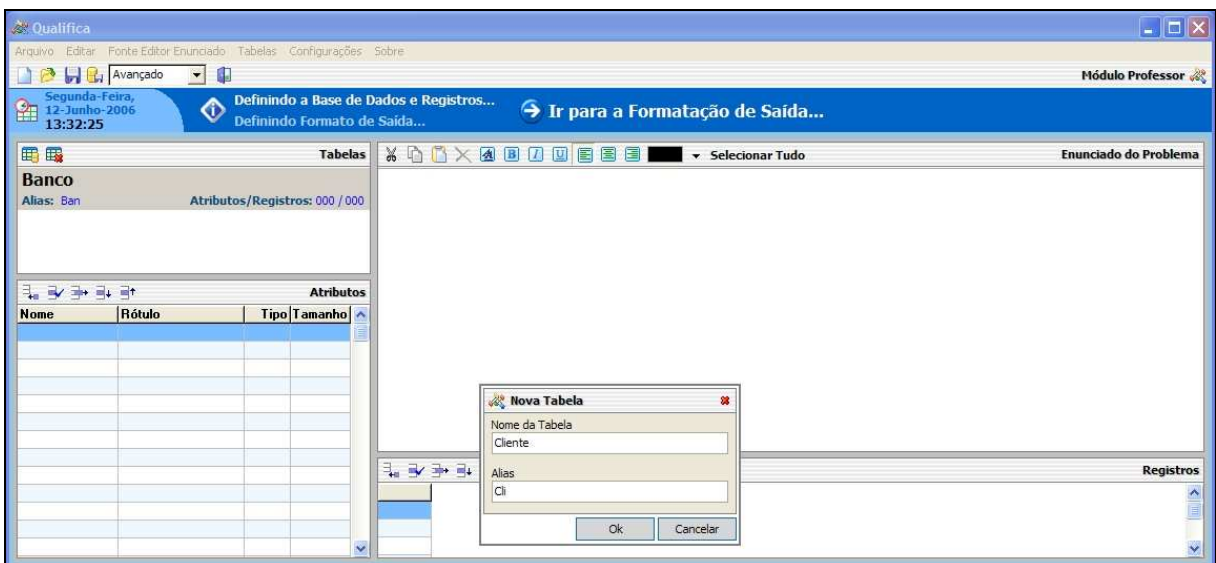 Qualifica
Arquivo Editar Fonte Editor Enunciado Tabelas Configurações Sobre
Avançado
Módulo Professor
Segunda-Feira,
12-Junho-2006
13:32:25
Definindo a Base de Dados e Registros...
Definindo Formato de Saída...
Ir para a Formatação de Saída...
Tabelas
Selecionar Tudo
Enunciado do Problema
Banco
Alias: Ban
Atributos/Registros: 000 / 000
Atributos
Nome Rótulo Tipo Tamanho
Nova Tabela
Nome da Tabela
Cliente
Alias
Cli
Ok Cancelar
Registros